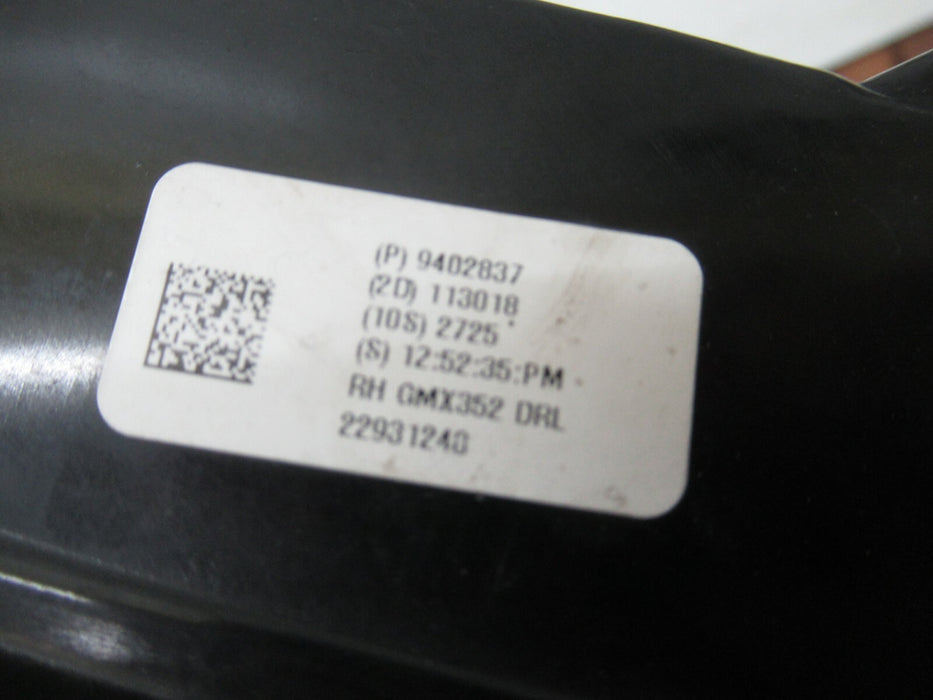 (P) 9402837
(2D) 113018
(10S) 2725
(S) 12:52:35:PM
RH GMX352 DRL
22931240